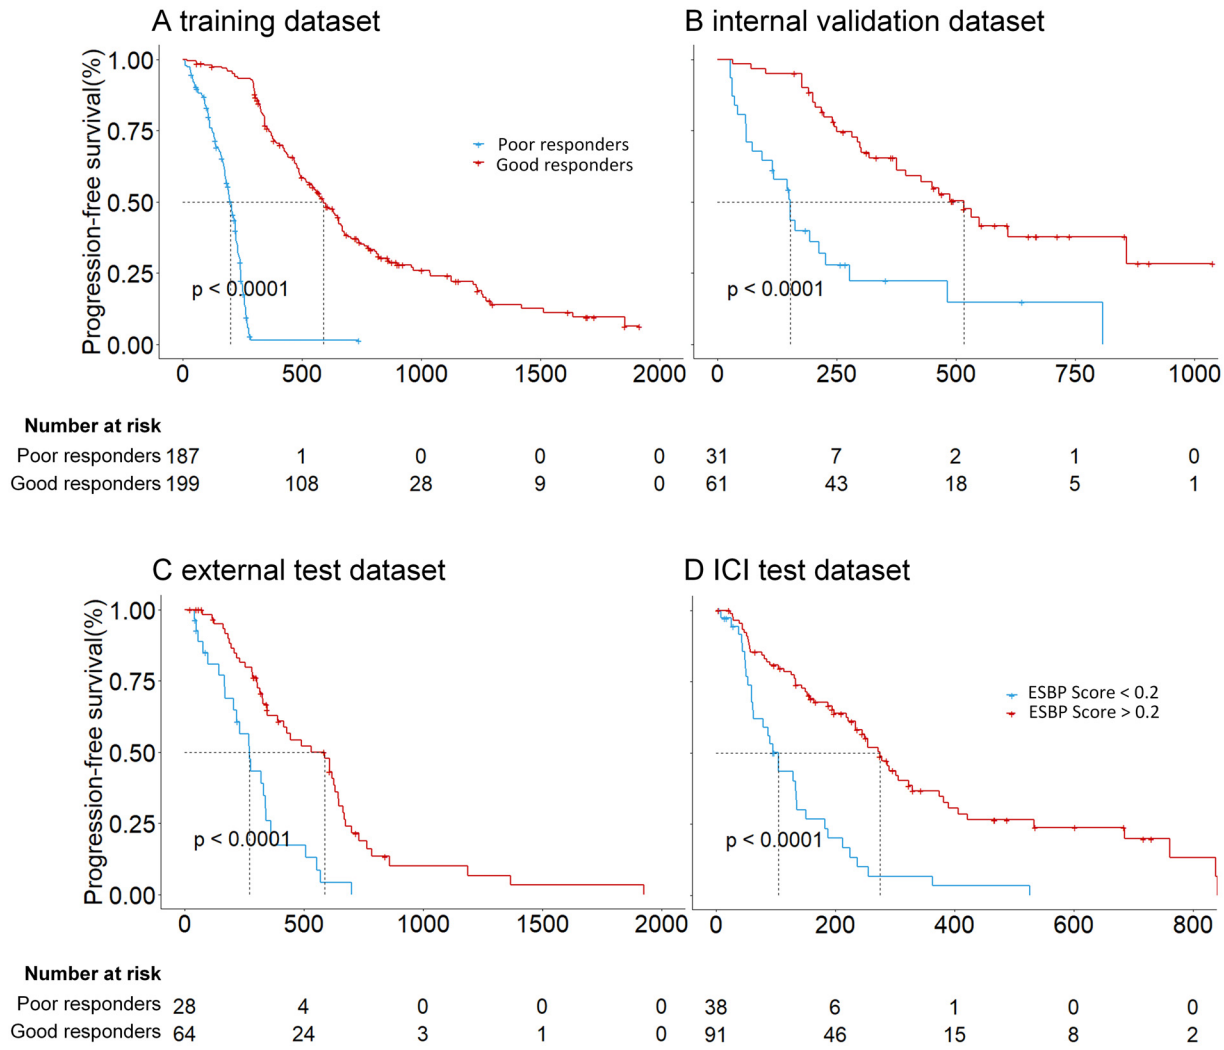 A training dataset
Progression-free survival(%)
1.00
0.75
0.50
0.25
0.00
Poor responders
Good responders
p < 0.0001
0 500 1000 1500 2000
B internal validation dataset
p < 0.0001
0 250 500 750 1000
Number at risk
Poor responders 187 1 0 0 0 31 7 2 1 0
Good responders 199 108 28 9 0 61 43 18 5 1
C external test dataset
Progression-free survival(%)
1.00
0.75
0.50
0.25
0.00
p < 0.0001
0 500 1000 1500 2000
D ICI test dataset
ESBP Score < 0.2
ESBP Score > 0.2
p < 0.0001
0 200 400 600 800
Number at risk
Poor responders 28 4 0 0 0 38 6 1 0 0
Good responders 64 24 3 1 0 91 46 15 8 2